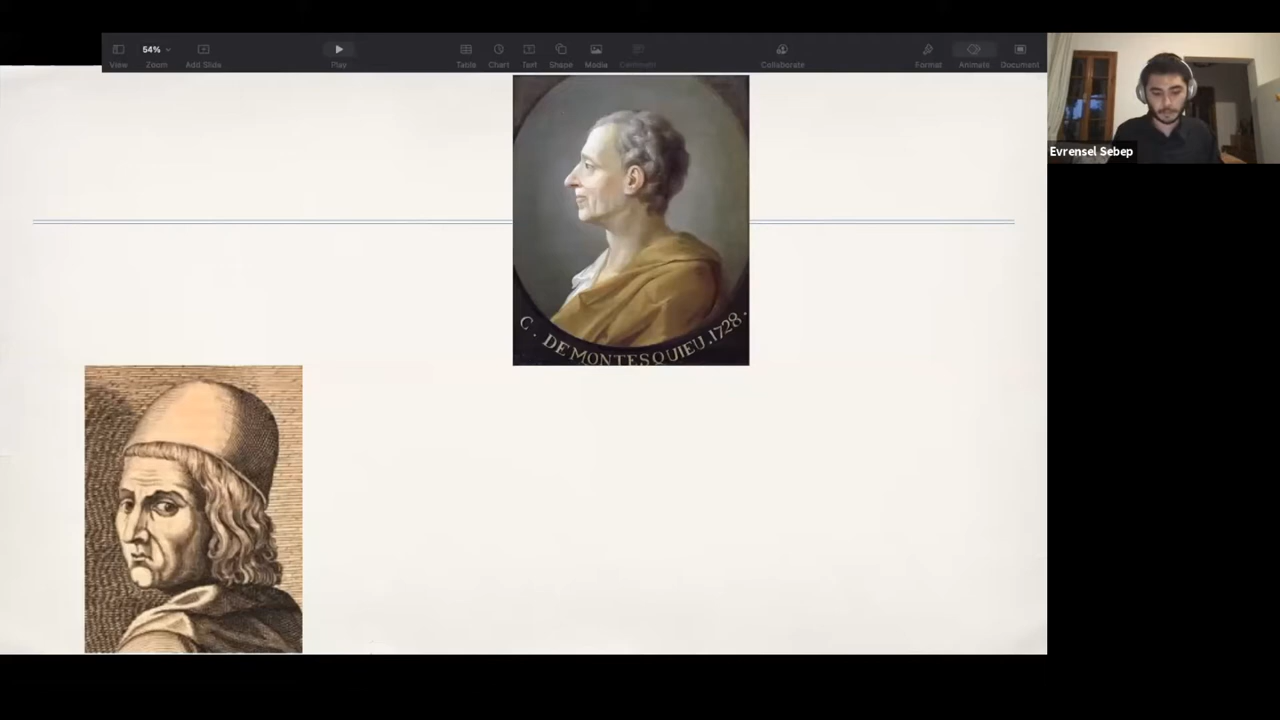 54%
View
Zoom
Add Slide
Play
Table
Chart
Text
Shape
Media
Comment
Collaborate
Format
Animate
Document
Evrensel Sebep
C. DE MONTESQUIEU. 1728.